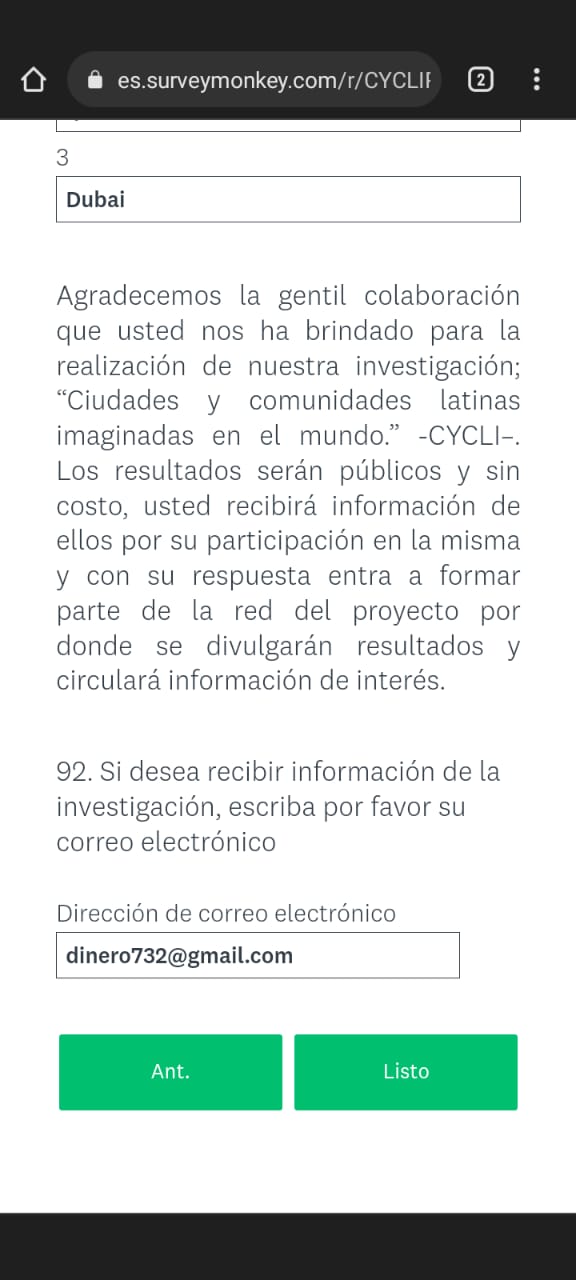 es.surveymonkey.com/r/CYCLIF
2
3
Dubai
Agradecemos la gentil colaboración
que usted nos ha brindado para la
realización de nuestra investigación;
“Ciudades y comunidades latinas
imaginadas en el mundo.” -CYCLI–.
Los resultados serán públicos y sin
costo, usted recibirá información de
ellos por su participación en la misma
y con su respuesta entra a formar
parte de la red del proyecto por
donde se divulgarán resultados y
circulará información de interés.
92. Si desea recibir información de la
investigación, escriba por favor su
correo electrónico
Dirección de correo electrónico
dinero732@gmail.com
Ant.
Listo